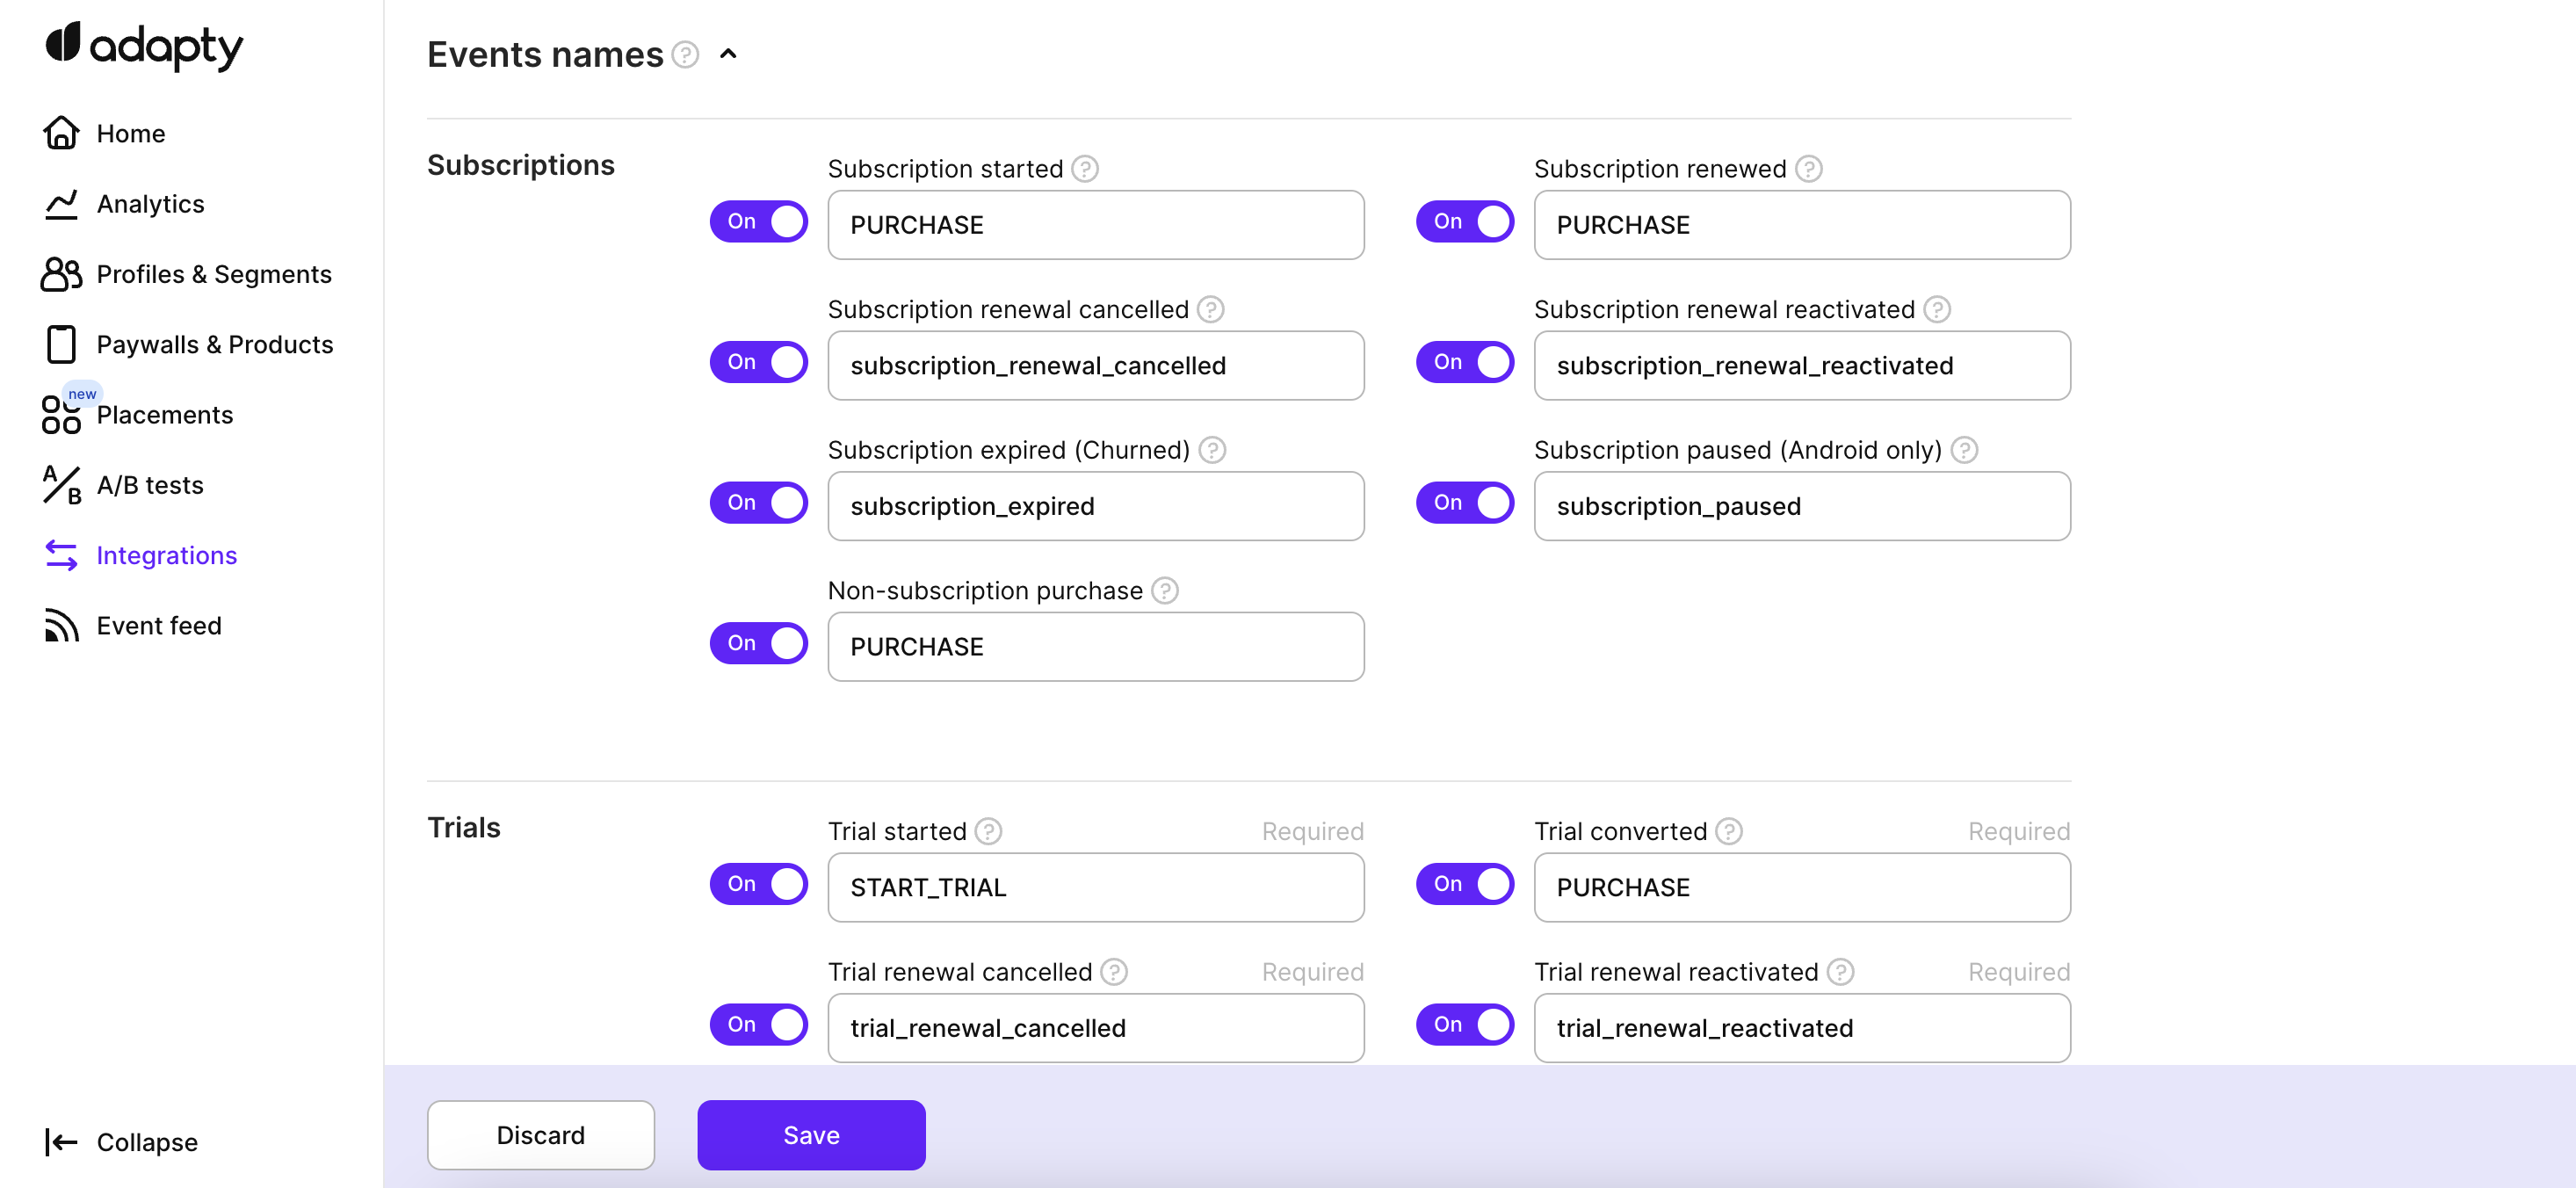 adapty
Home
Analytics
Profiles & Segments
Paywalls & Products
new
Placements
A/B tests
Integrations
Event feed
Collapse
Events names ?
Subscriptions
Subscription started ?
On PURCHASE
Subscription renewed ?
On PURCHASE
Subscription renewal cancelled ?
On subscription_renewal_cancelled
Subscription renewal reactivated ?
On subscription_renewal_reactivated
Subscription expired (Churned) ?
On subscription_expired
Subscription paused (Android only) ?
On subscription_paused
Non-subscription purchase ?
On PURCHASE
Trials
Trial started ? Required
On START_TRIAL
Trial converted ? Required
On PURCHASE
Trial renewal cancelled ? Required
On trial_renewal_cancelled
Trial renewal reactivated ? Required
On trial_renewal_reactivated
Discard
Save